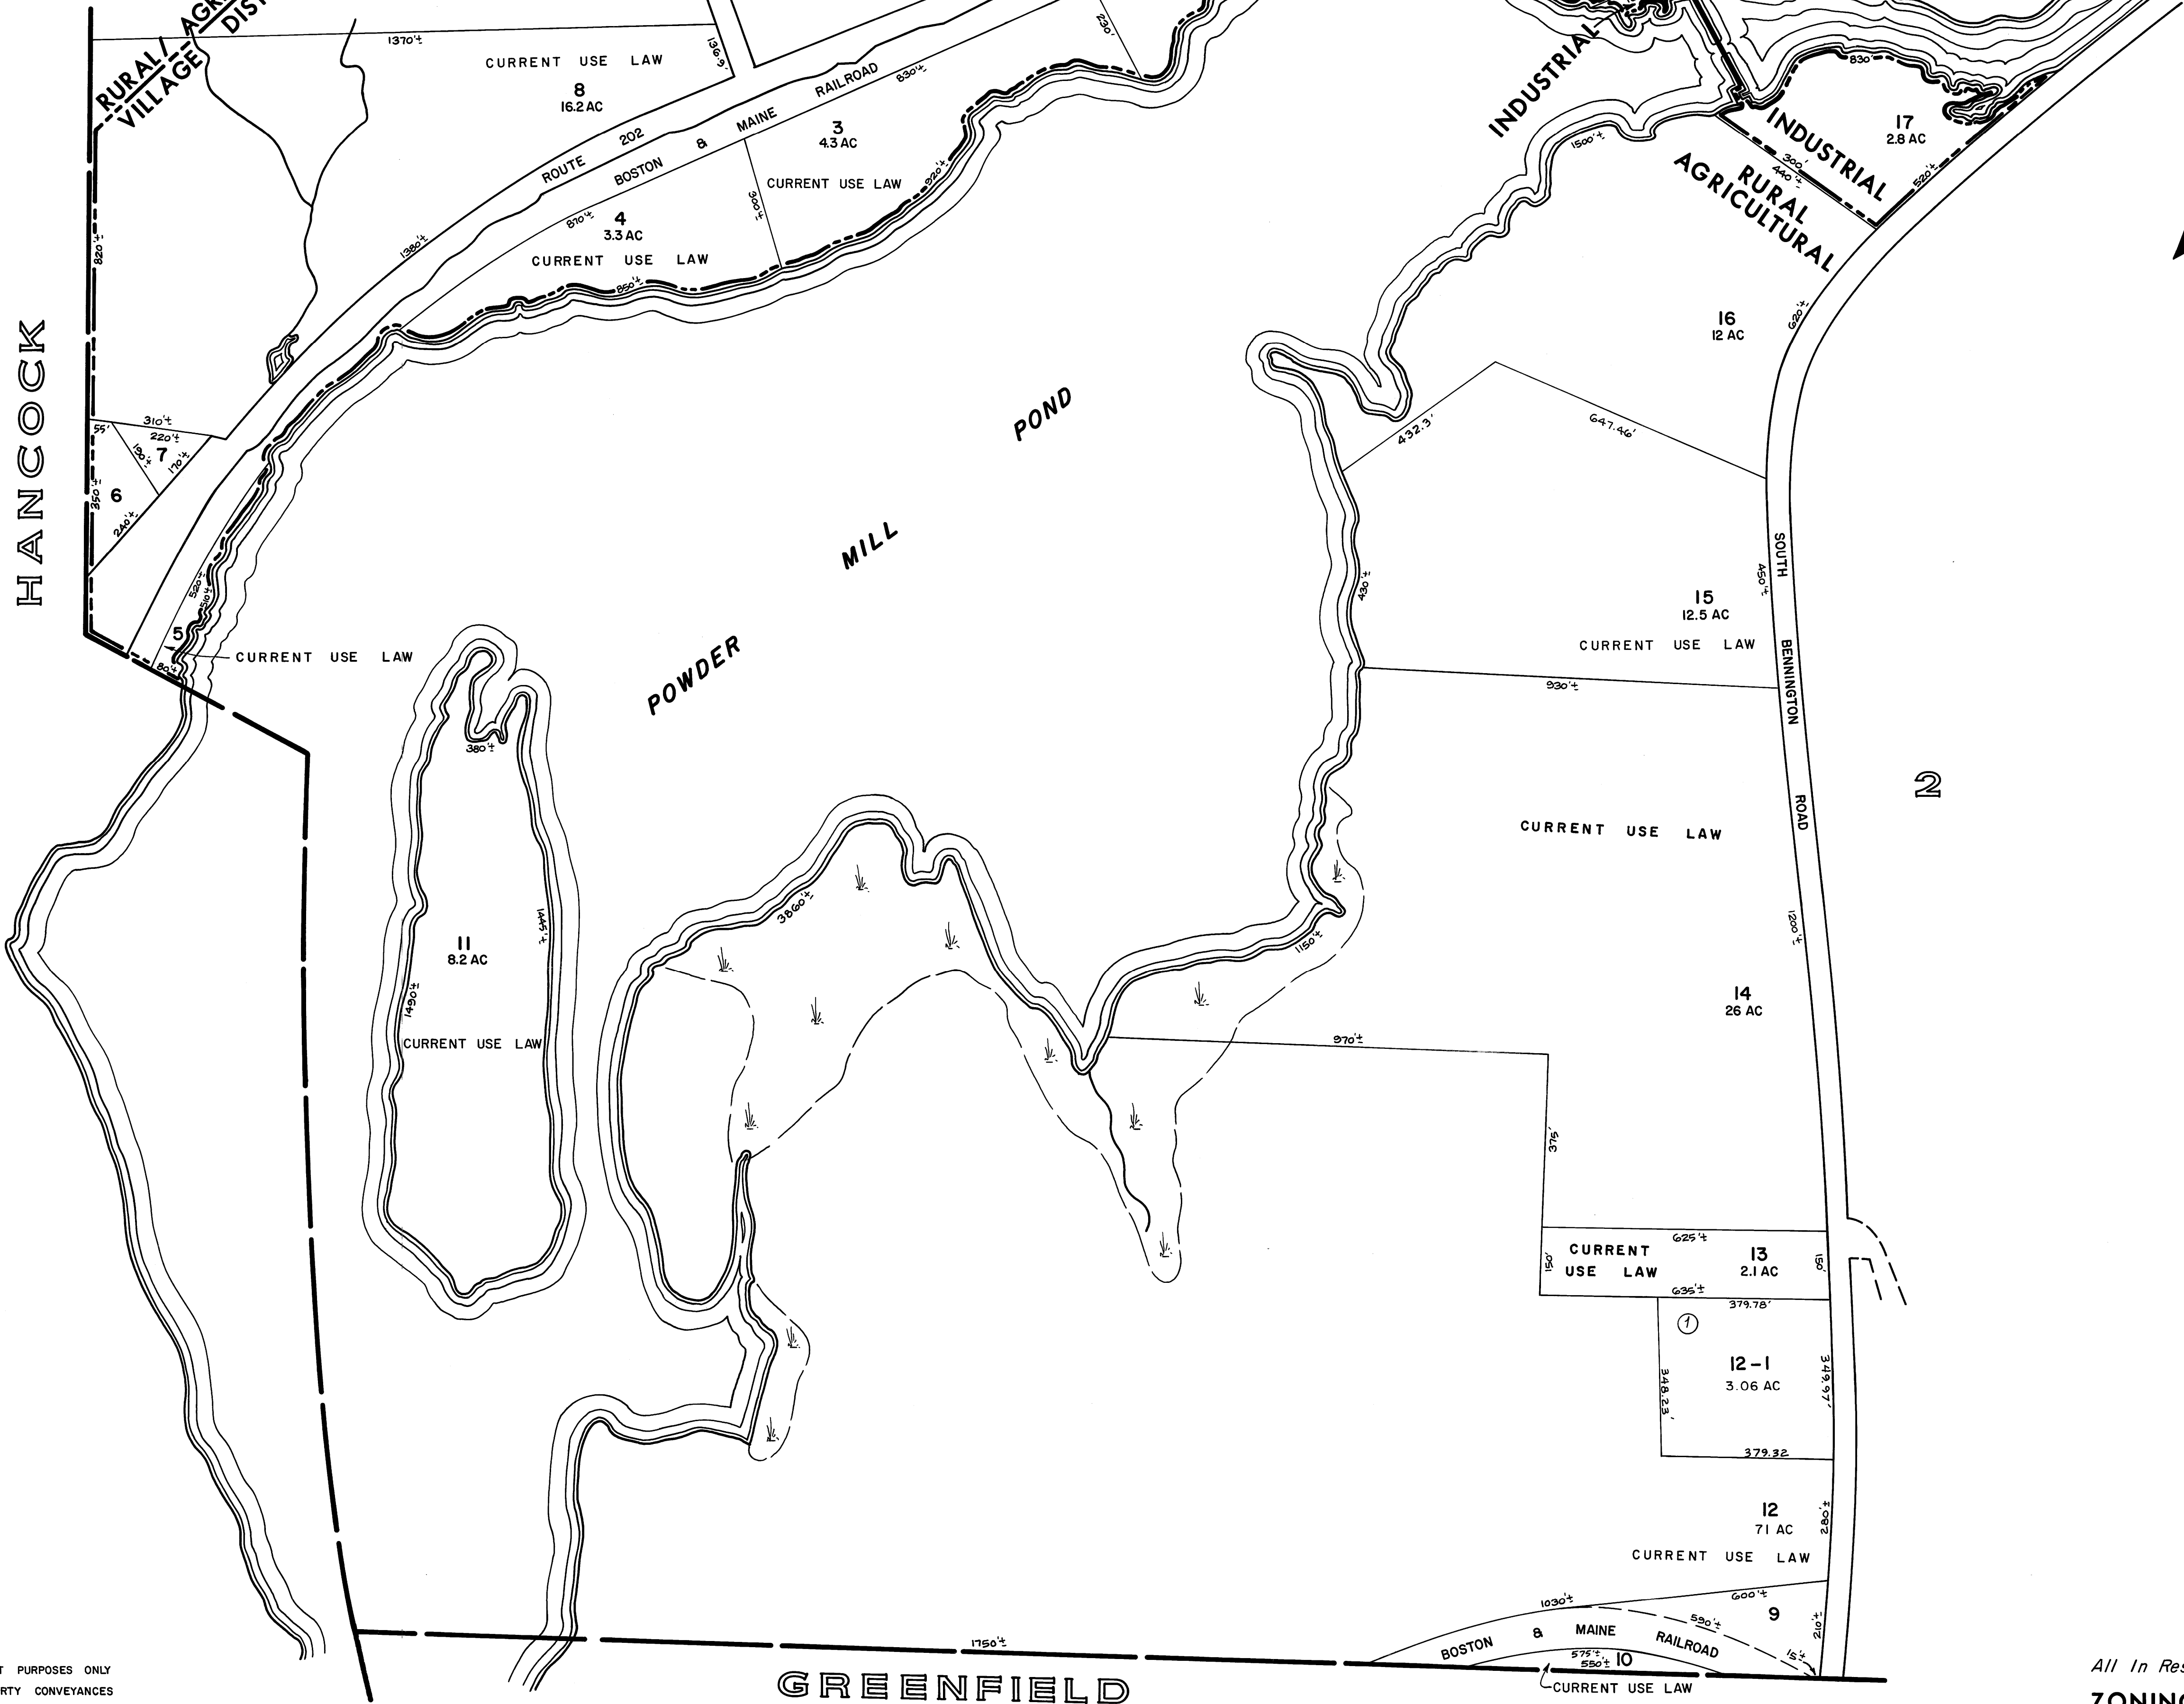 RURAL/
VILLAGE
1370'±
136.9'
CURRENT USE LAW
8
16.2 AC
ROUTE 202
BOSTON & MAINE RAILROAD
830'±
230'
3
4.3 AC
CURRENT USE LAW
920'±
300'±
870'±
4
3.3 AC
CURRENT USE LAW
850'±
1380'±
820'±
HANCOCK
310'±
55'
220'±
190'±
7
170'±
350'±
6
240'±
520'±
510'±
5
80'±
CURRENT USE LAW
POWDER MILL POND
INDUSTRIAL
1500'±
830'
17
2.8 AC
INDUSTRIAL
300'
440'±
520'±
RURAL
AGRICULTURAL
16
12 AC
620'±
432.3'
647.46'
SOUTH BENNINGTON ROAD
450'±
430'±
15
12.5 AC
CURRENT USE LAW
930'±
2
CURRENT USE LAW
1200'±
14
26 AC
380'±
1445'±
11
8.2 AC
1490'±
CURRENT USE LAW
3860'±
1150'±
970'±
375'
625'±
CURRENT
USE LAW
13
2.1 AC
150'
150'
635'±
379.78'
1
12-1
3.06 AC
349.97'
348.23'
379.32
12
71 AC
280'±
CURRENT USE LAW
600'±
1030'±
9
590'±
210'±
BOSTON & MAINE RAILROAD
15'±
575'±
550'±
10
CURRENT USE LAW
1750'±
GREENFIELD
PURPOSES ONLY
CONVEYANCES
All In